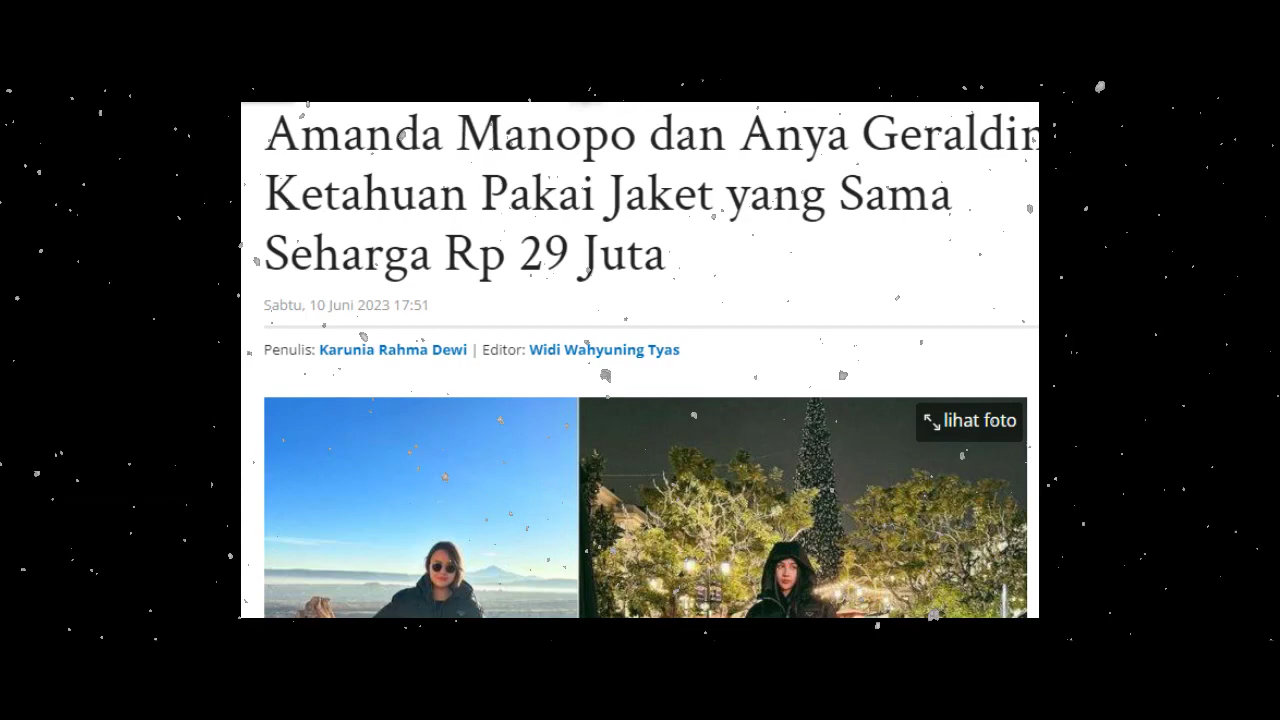 Amanda Manopo dan Anya Geraldin
Ketahuan Pakai Jaket yang Sama
Seharga Rp 29 Juta
Sabtu, 10 Juni 2023 17:51
Penulis: Karunia Rahma Dewi | Editor: Widi Wahyuning Tyas
lihat foto